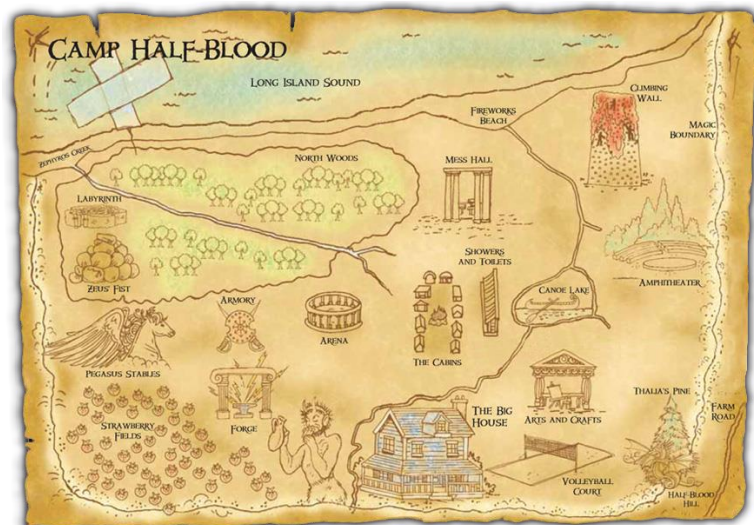 Camp Half-Blood
Long Island Sound
Climbing
Wall
Fireworks
Beach
Magic
Boundary
Zephyros Creek
North Woods
Mess Hall
Labyrinth
Zeus' Fist
Showers
and Toilets
Amphitheater
Canoe Lake
Armory
Arena
The Cabins
Pegasus Stables
Thalia's Pine
Farm
Road
The Big
House
Arts and Crafts
Strawberry
Fields
Forge
Volleyball
Court
Half-Blood
Hill